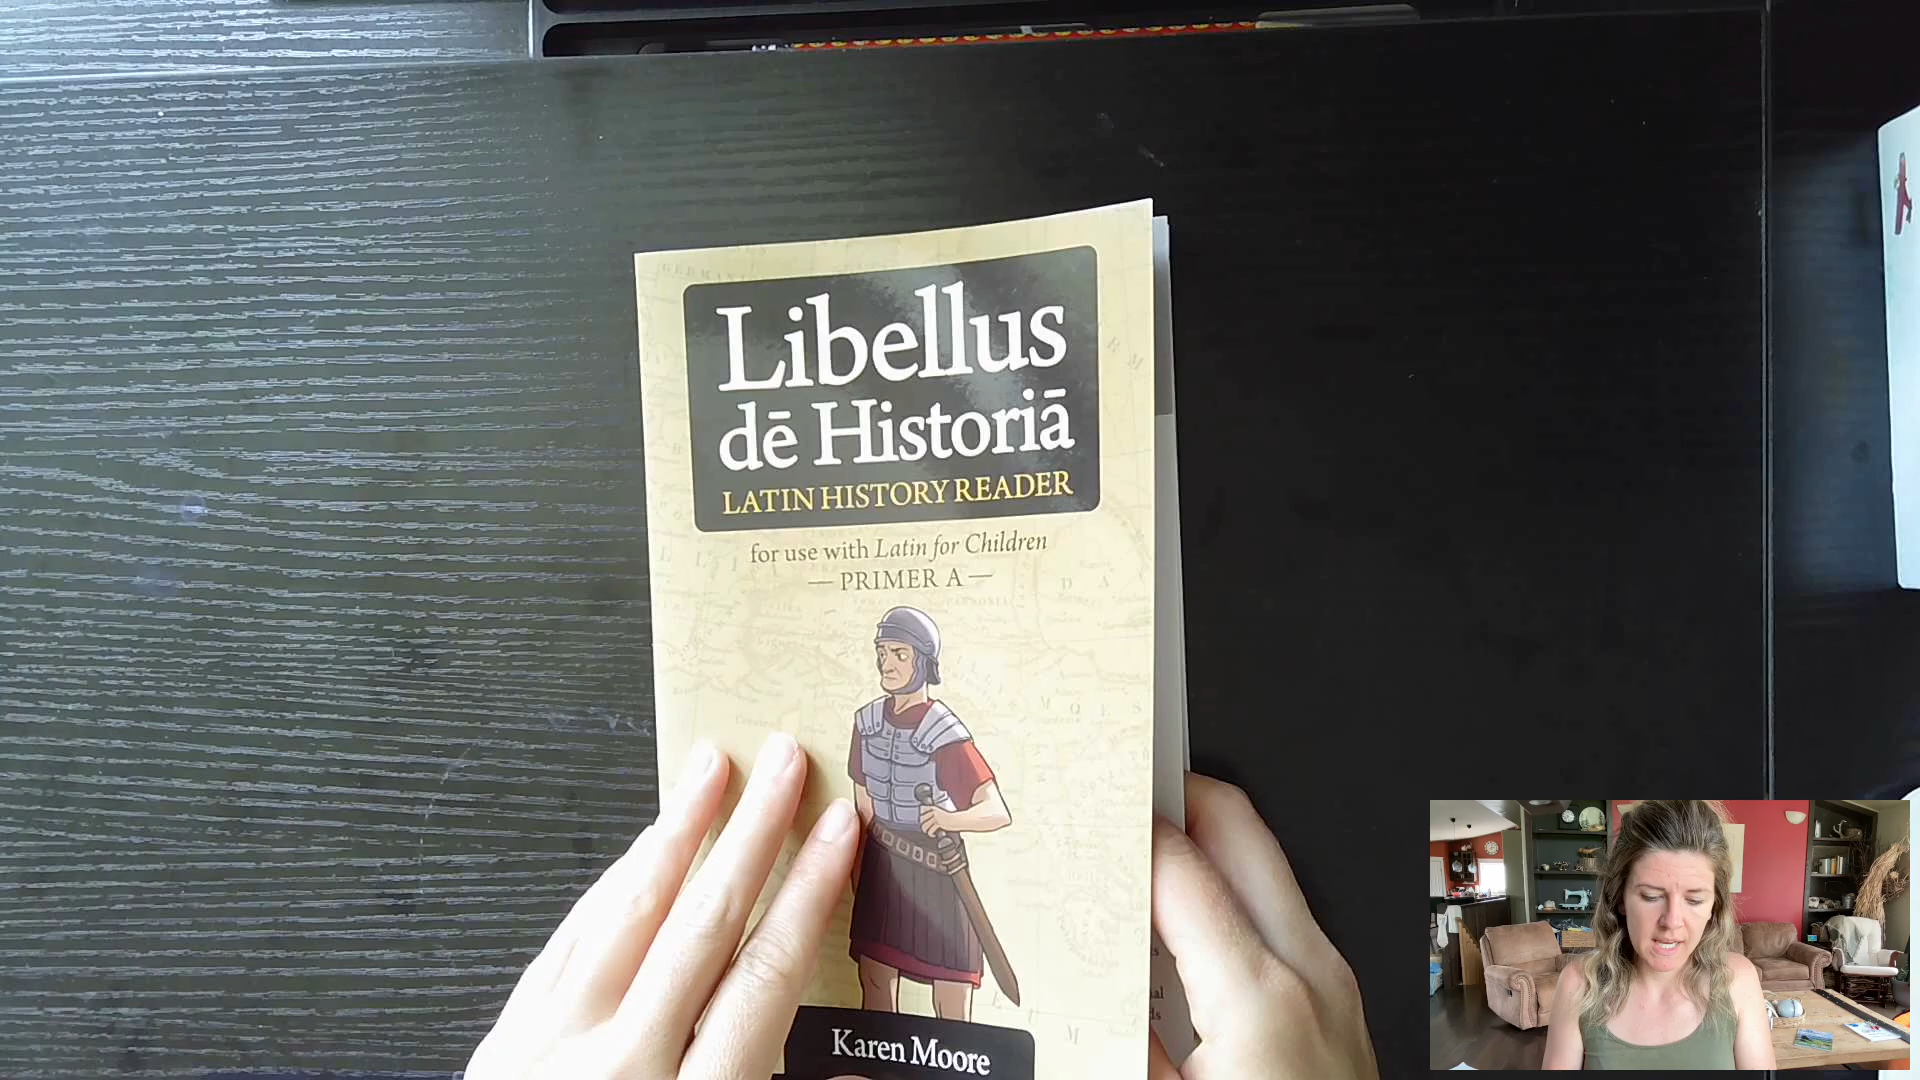 Libellus
dē Historiā
LATIN HISTORY READER
for use with Latin for Children
— PRIMER A —
Karen Moore